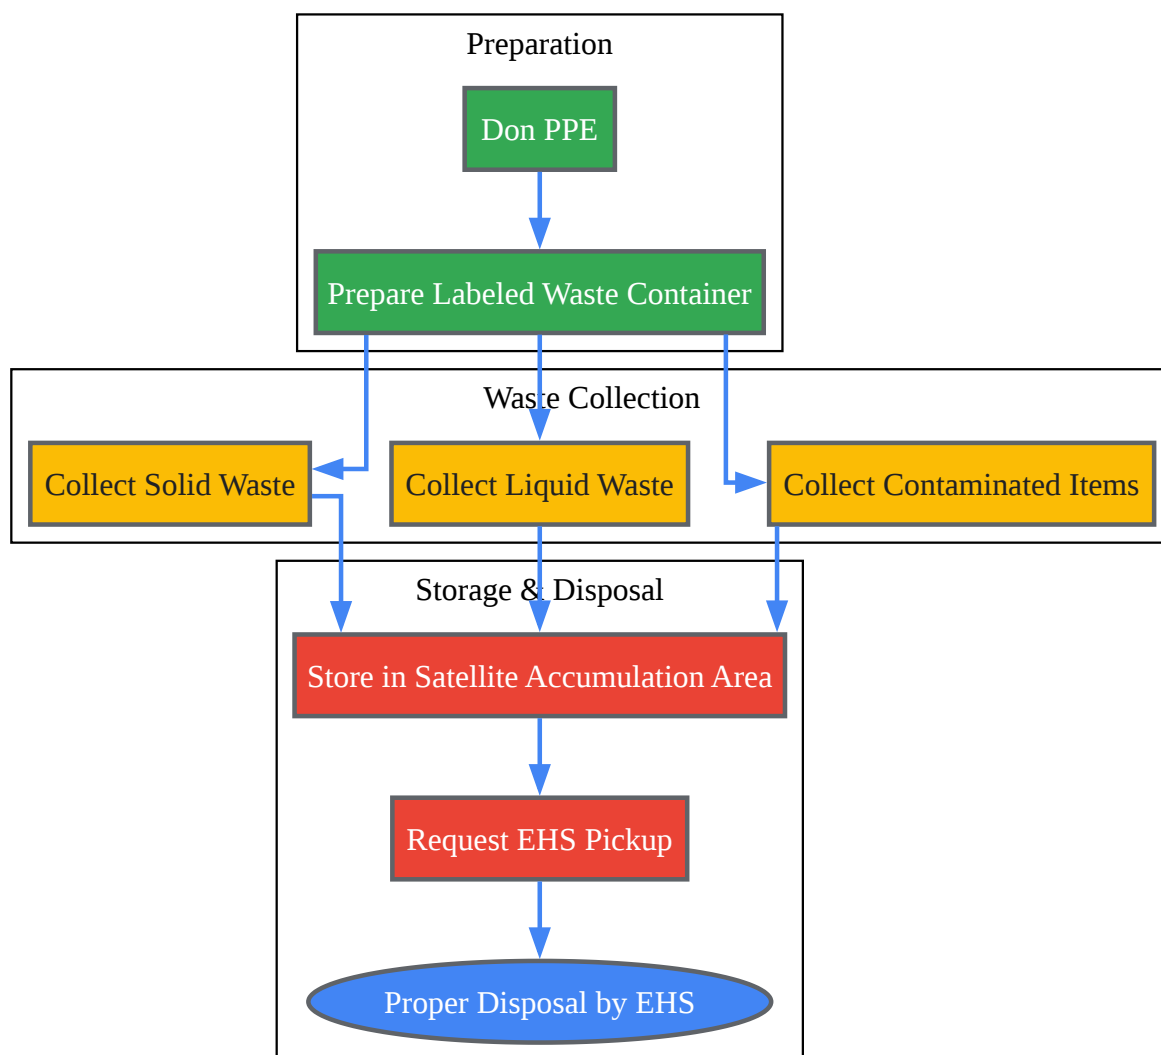 Preparation
Don PPE
Prepare Labeled Waste Container
Waste Collection
Collect Solid Waste
Collect Liquid Waste
Collect Contaminated Items
Storage & Disposal
Store in Satellite Accumulation Area
Request EHS Pickup
Proper Disposal by EHS